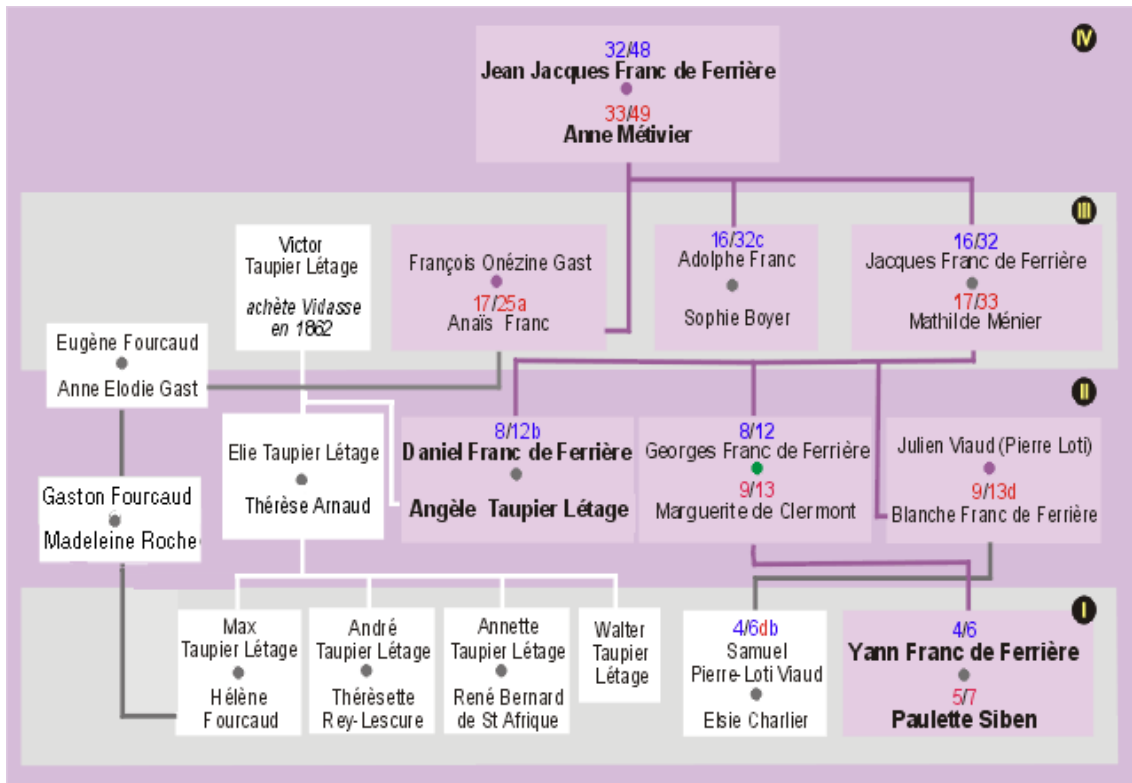 IV
32/48
Jean Jacques Franc de Ferrière
33/49
Anne Métivier
III
Victor
Taupier Létage
achète Vidasse
en 1862
François Onézine Gast
17/25a
Anaïs Franc
16/32c
Adolphe Franc
Sophie Boyer
16/32
Jacques Franc de Ferrière
17/33
Mathilde Ménier
Eugène Fourcaud
Anne Elodie Gast
II
Elie Taupier Létage
Thérèse Arnaud
8/12b
Daniel Franc de Ferrière
Angèle Taupier Létage
8/12
Georges Franc de Ferrière
9/13
Marguerite de Clermont
Julien Viaud (Pierre Loti)
9/13d
Blanche Franc de Ferrière
Gaston Fourcaud
Madeleine Roche
I
Max
Taupier Létage
Hélène
Fourcaud
André
Taupier Létage
Thérèsette
Rey-Lescure
Annette
Taupier Létage
René Bernard
de St Afrique
Walter
Taupier
Létage
4/6db
Samuel
Pierre-Loti Viaud
Elsie Charlier
4/6
Yann Franc de Ferrière
5/7
Paulette Siben